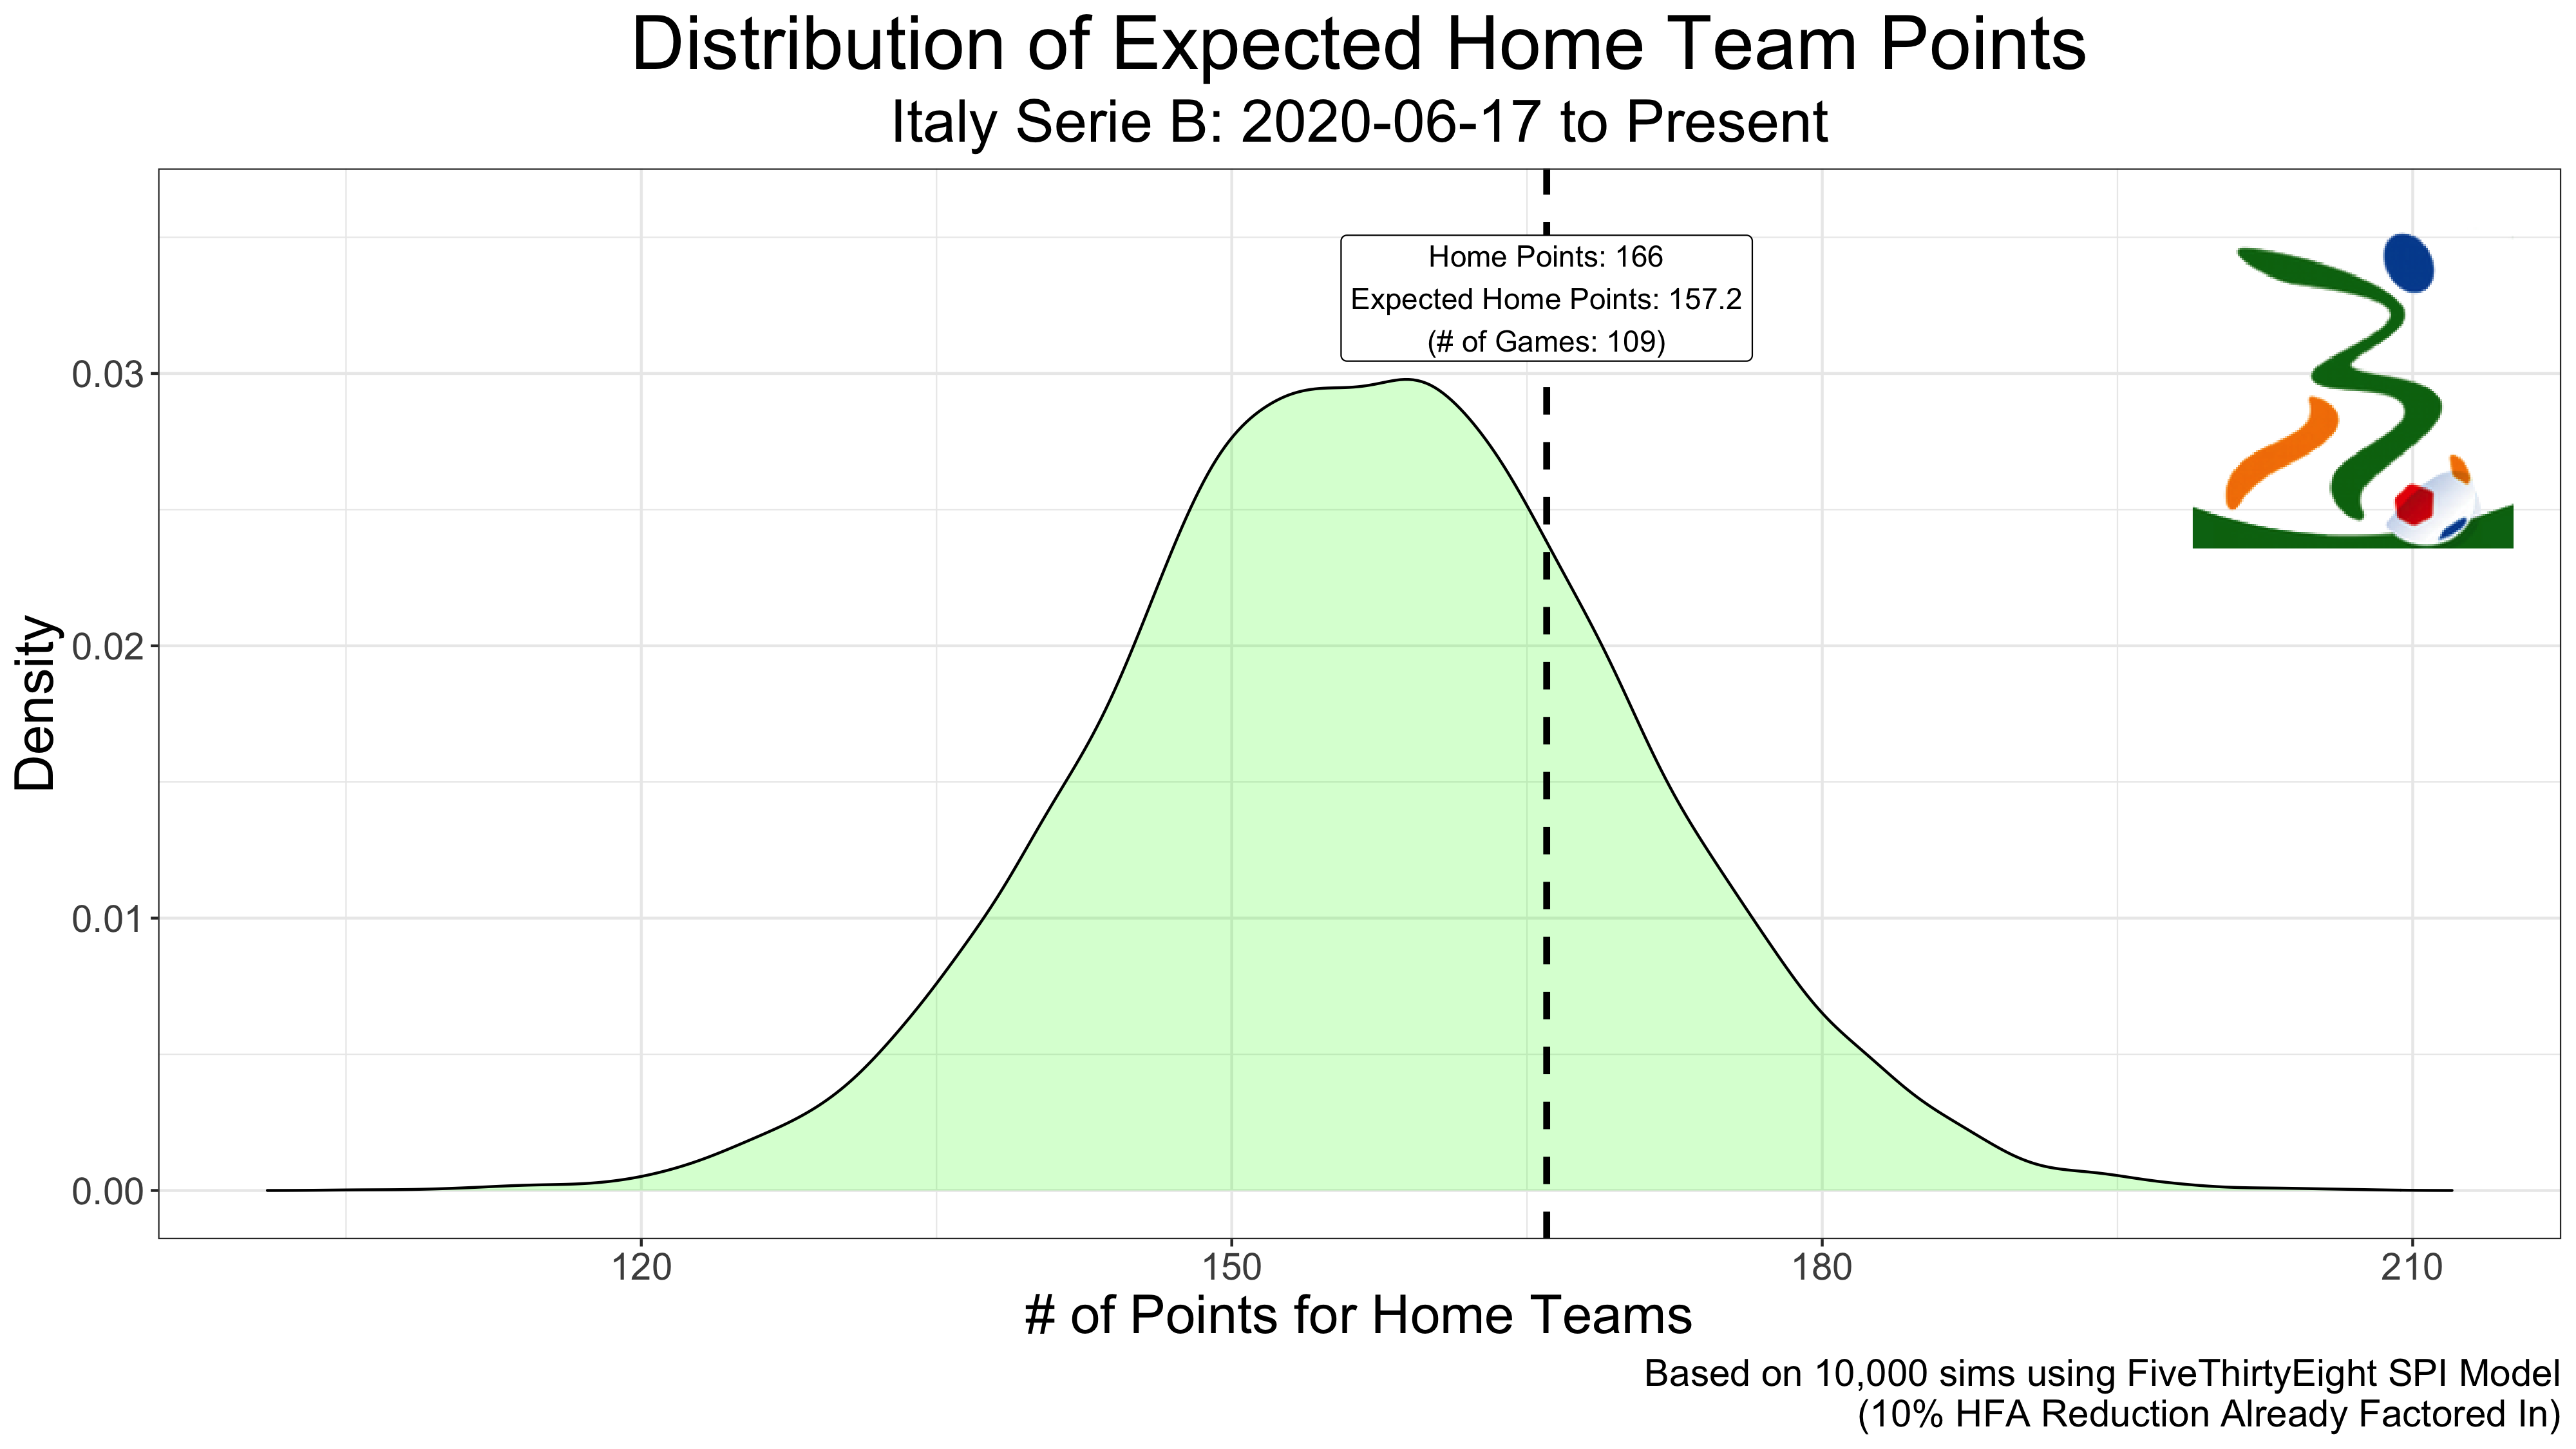 Distribution of Expected Home Team Points
Italy Serie B: 2020-06-17 to Present
Home Points: 166
Expected Home Points: 157.2
(# of Games: 109)
Density
0.03
0.02
0.01
0.00
120
150
180
210
# of Points for Home Teams
Based on 10,000 sims using FiveThirtyEight SPI Model
(10% HFA Reduction Already Factored In)